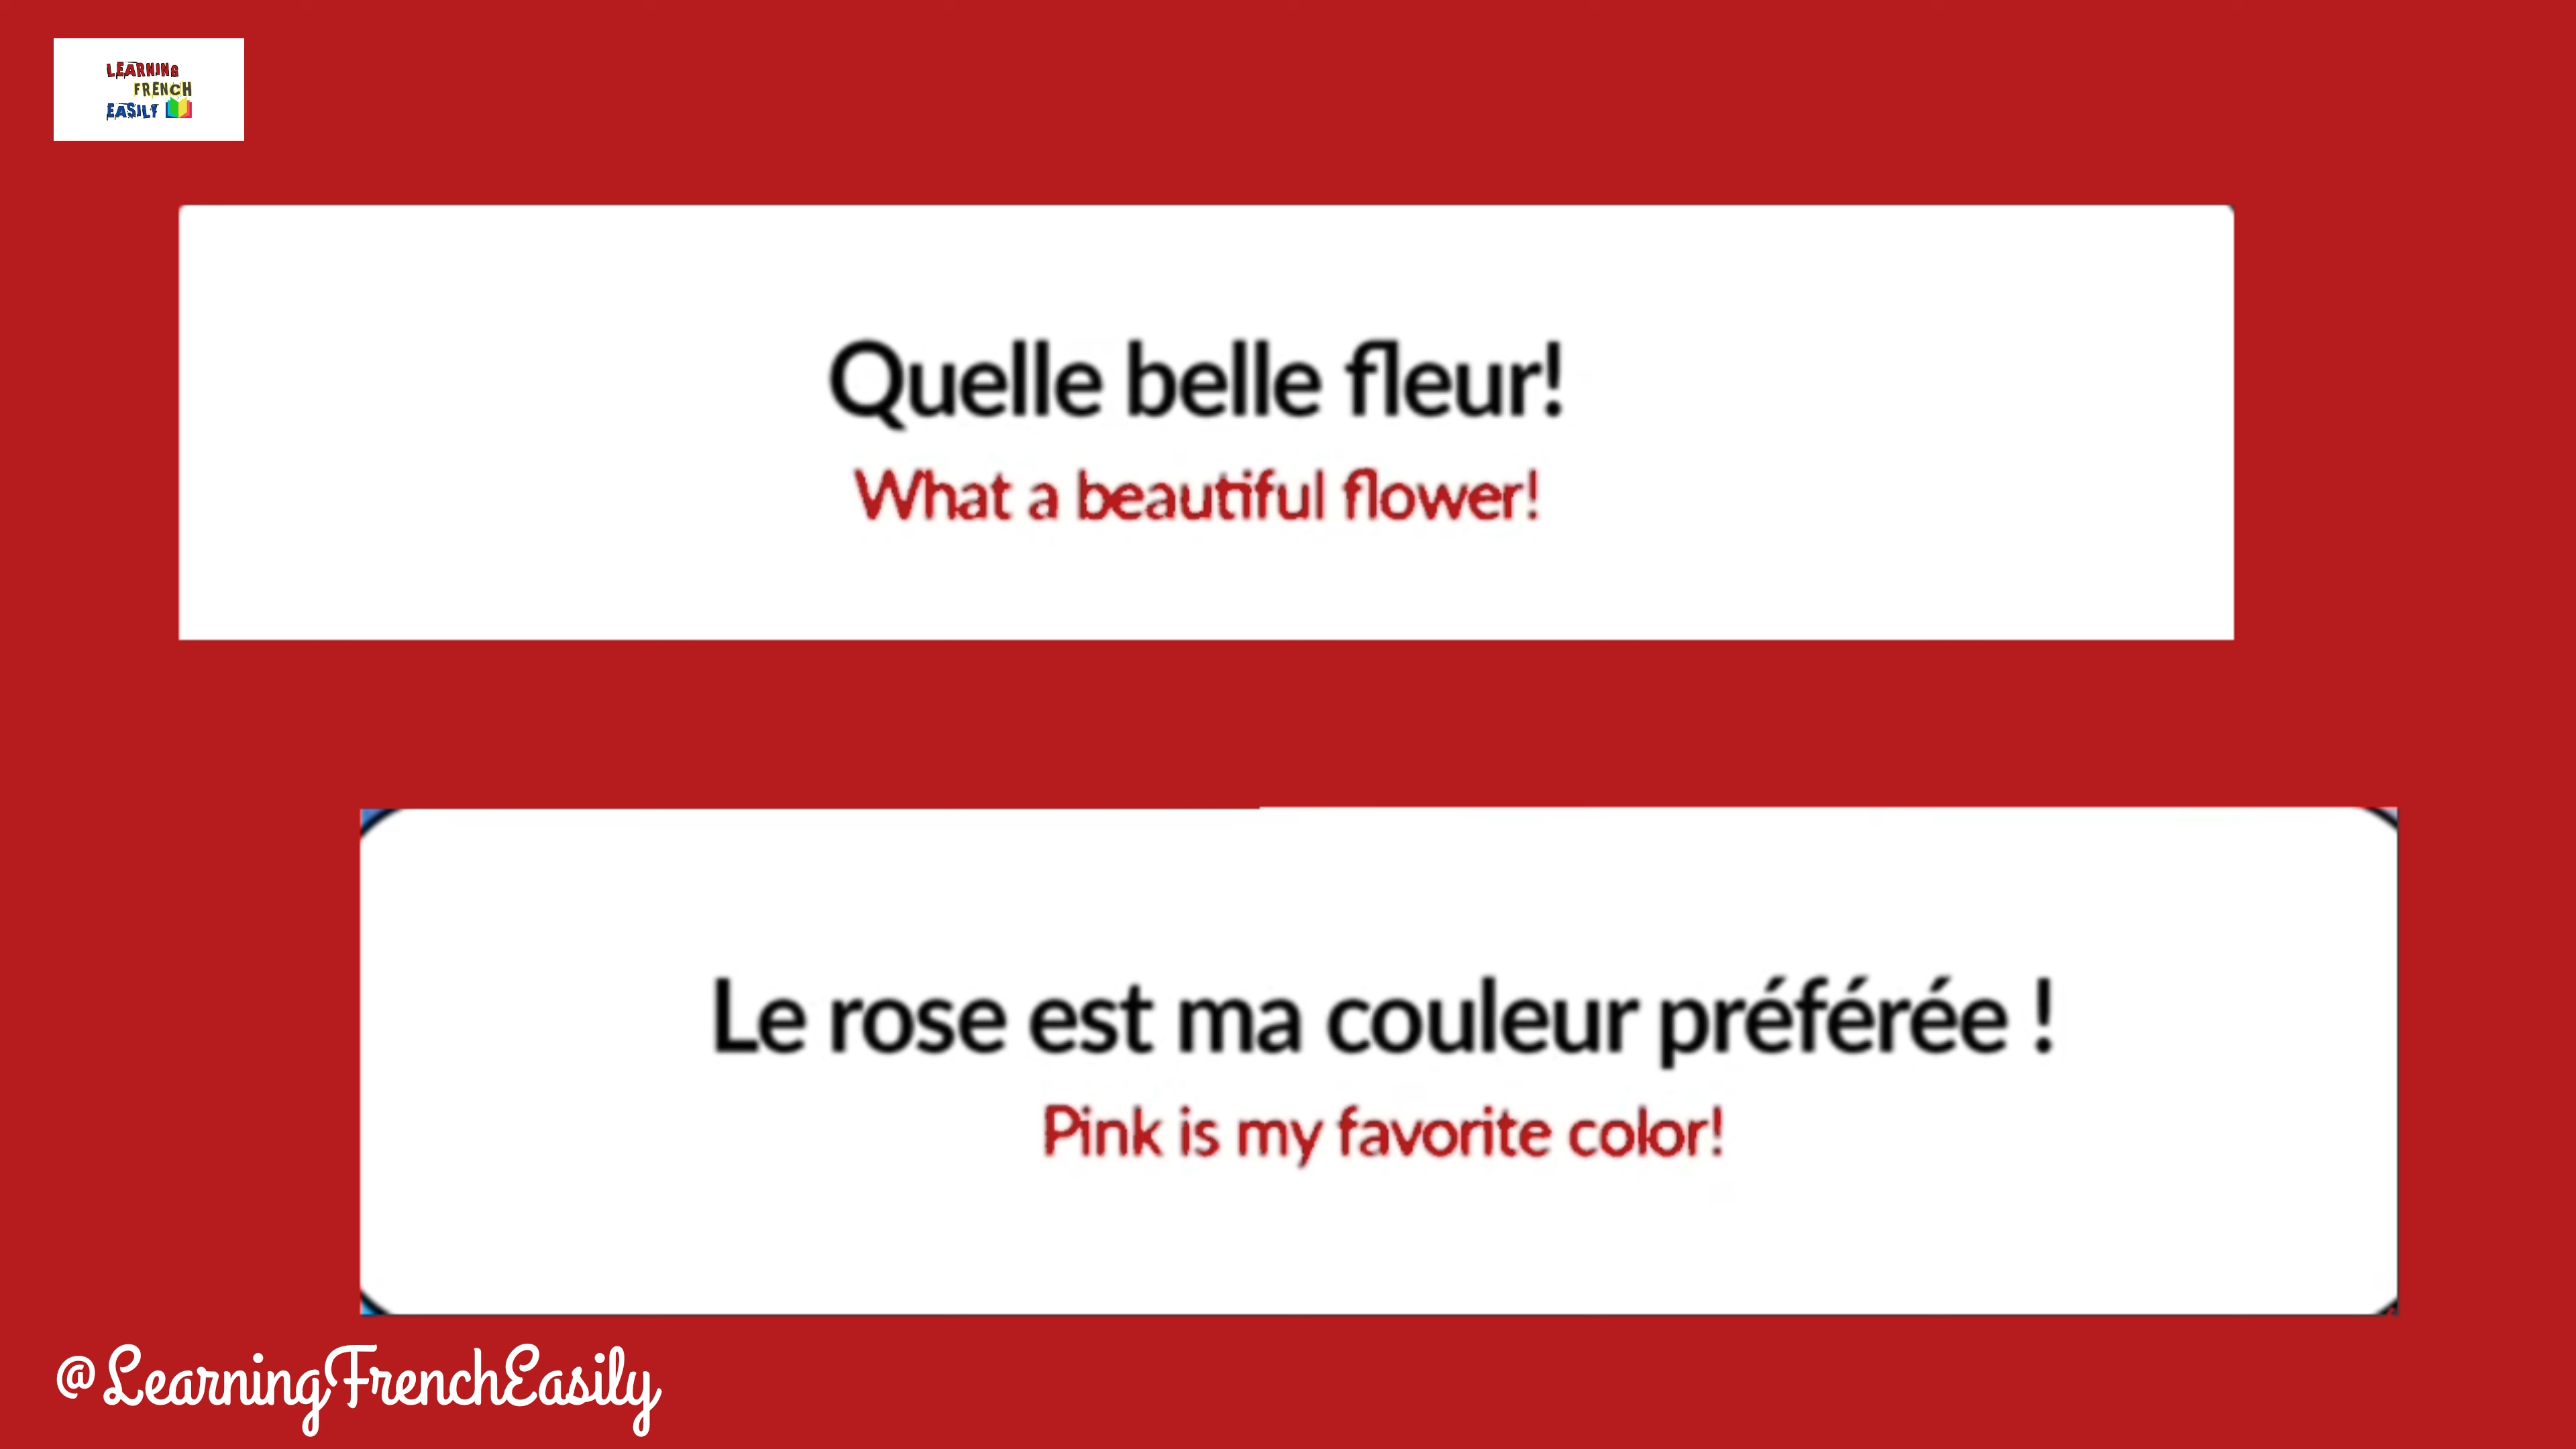 LEARNING
FRENCH
EASILY
Quelle belle fleur!
What a beautiful flower!
Le rose est ma couleur préférée !
Pink is my favorite color!
@LearningFrenchEasily